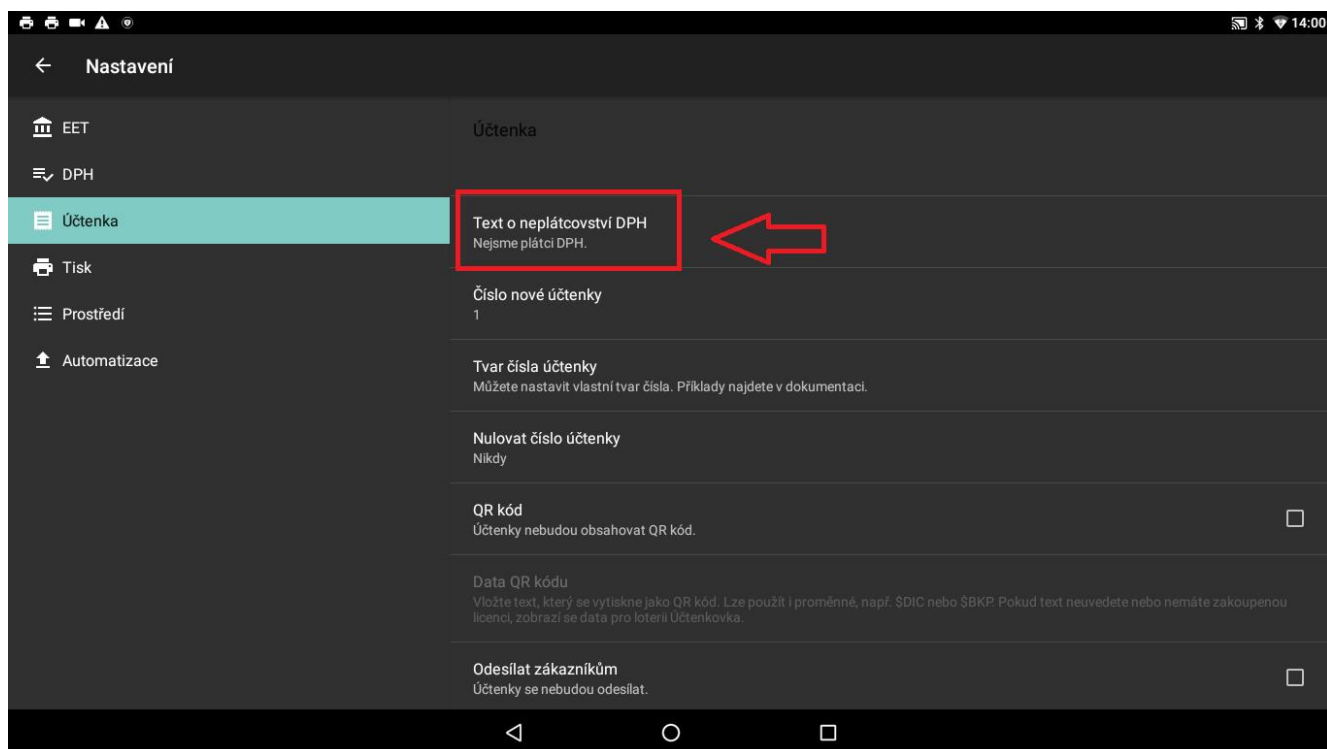 14:00
Nastavení
EET
DPH
Účtenka
Tisk
Prostředí
Automatizace
Účtenka
Text o neplátcovství DPH
Nejsme plátci DPH.
Číslo nové účtenky
1
Tvar čísla účtenky
Můžete nastavit vlastní tvar čísla. Příklady najdete v dokumentaci.
Nulovat číslo účtenky
Nikdy
QR kód
Účtenky nebudou obsahovat QR kód.
Data QR kódu
Vložte text, který se vytiskne jako QR kód. Lze použít i proměnné, např. $DIC nebo $BKP. Pokud text neuvedete nebo nemáte zakoupenou
licenci, zobrazí se data pro loterii Účtenkovka.
Odesílat zákazníkům
Účtenky se nebudou odesílat.